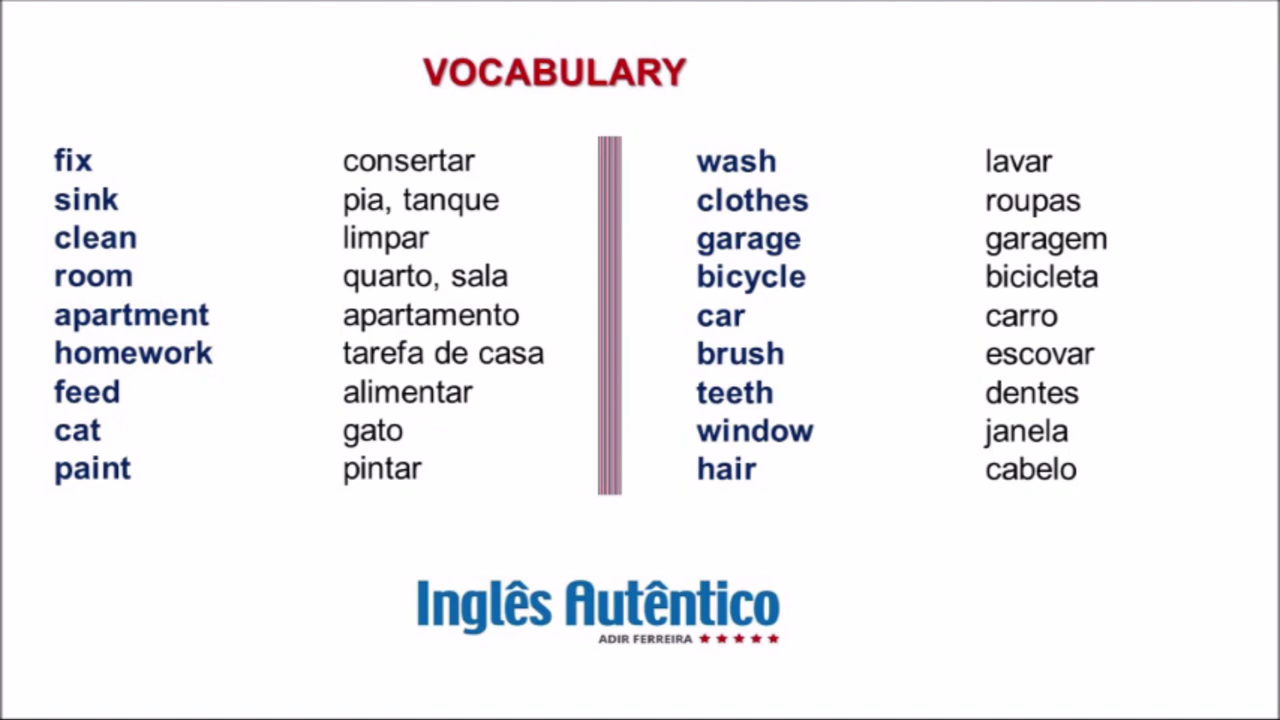 VOCABULARY
fix consertar
sink pia, tanque
clean limpar
room quarto, sala
apartment apartamento
homework tarefa de casa
feed alimentar
cat gato
paint pintar
wash lavar
clothes roupas
garage garagem
bicycle bicicleta
car carro
brush escovar
teeth dentes
window janela
hair cabelo
Inglês Autêntico
ADIR FERREIRA